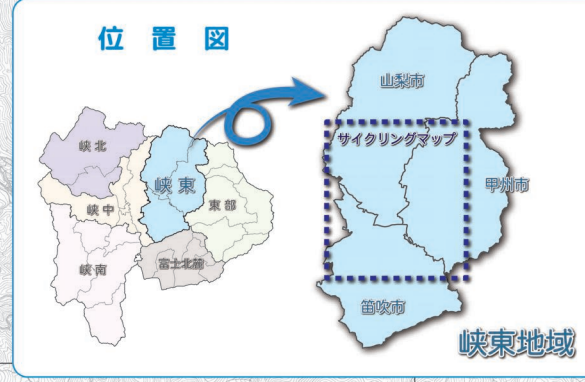 位置図
山梨市
サイクリングマップ
峡北
峡東
甲州市
峡中
東部
峡南
富士北麓
笛吹市
峡東地域